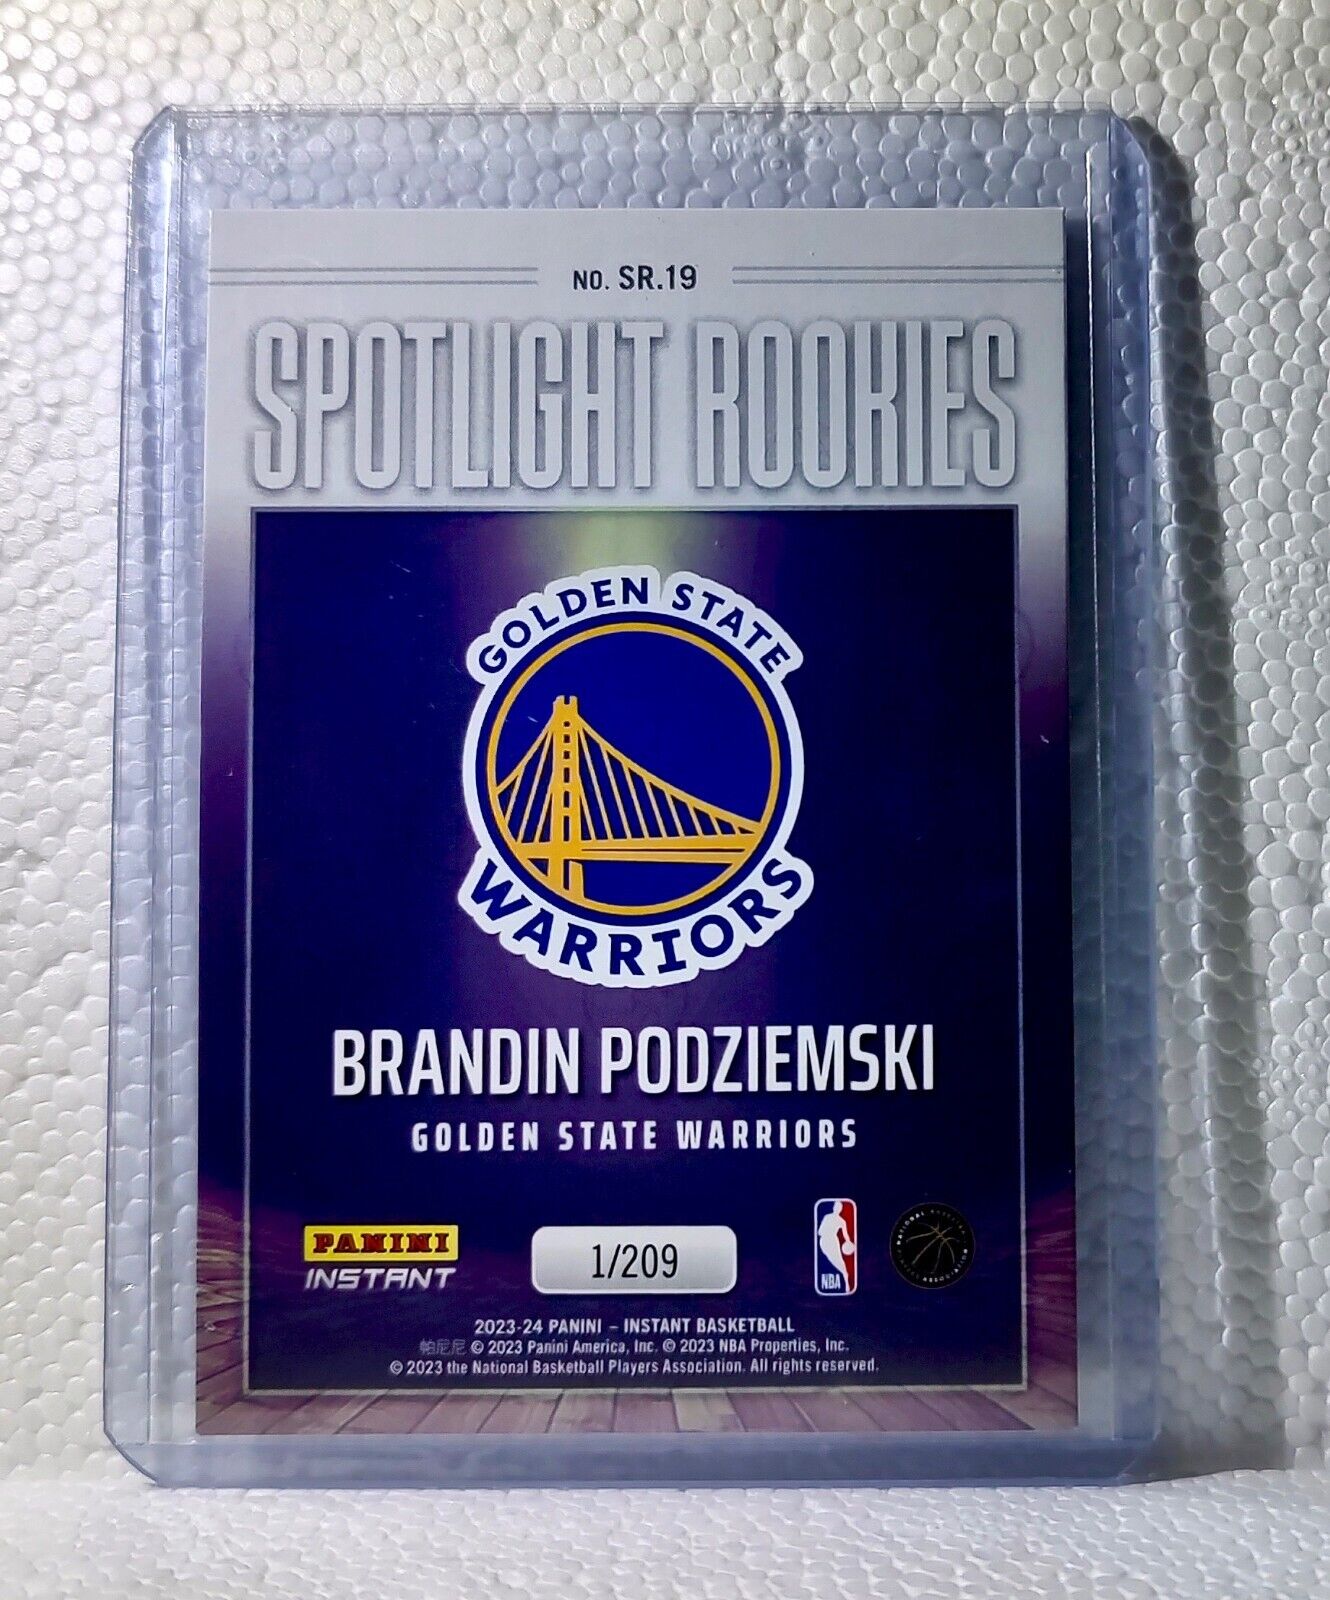 NO. SR.19
SPOTLIGHT ROOKIES
GOLDEN STATE
WARRIORS
BRANDIN PODZIEMSKI
GOLDEN STATE WARRIORS
PANINI
INSTANT
1/209
NBA
2023-24 PANINI – INSTANT BASKETBALL
帕尼尼 © 2023 Panini America, Inc. © 2023 NBA Properties, Inc.
© 2023 the National Basketball Players Association. All rights reserved.